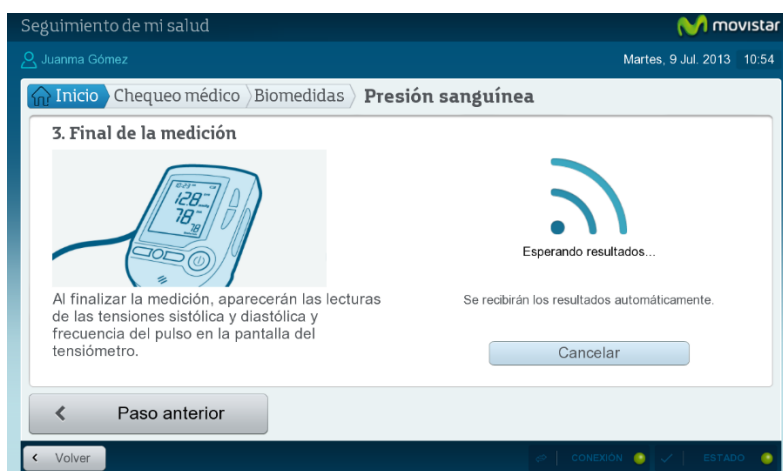 Seguimiento de mi salud
movistar
Juanma Gómez
Martes, 9 Jul. 2013 10:54
Inicio Chequeo médico Biomedidas Presión sanguínea
3. Final de la medición
10:23
128
78
78
Esperando resultados...
Al finalizar la medición, aparecerán las lecturas
de las tensiones sistólica y diastólica y
frecuencia del pulso en la pantalla del
tensiómetro.
Se recibirán los resultados automáticamente.
Cancelar
Paso anterior
Volver
CONEXIÓN
ESTADO